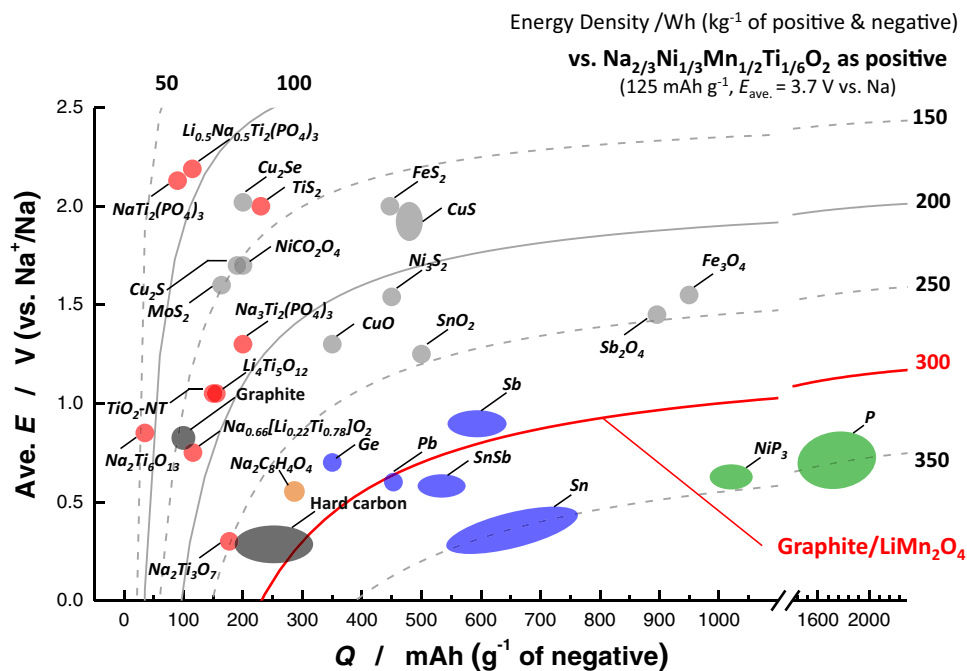 Energy Density /Wh (kg⁻¹ of positive & negative)
vs. Na₂/₃Ni₁/₃Mn₁/₂Ti₁/₆O₂ as positive
(125 mAh g⁻¹, E_ave. = 3.7 V vs. Na)
50
100
150
200
250
300
350
2.5
2.0
1.5
1.0
0.5
0.0
Ave. E / V (vs. Na⁺/Na)
Li₀.₅Na₀.₅Ti₂(PO₄)₃
NaTi₂(PO₄)₃
Cu₂Se
TiS₂
FeS₂
CuS
NiCO₂O₄
Cu₂S
MoS₂
Ni₃S₂
Fe₃O₄
Na₃Ti₂(PO₄)₃
CuO
SnO₂
Sb₂O₄
Li₄Ti₅O₁₂
TiO₂-NT
Graphite
Sb
Na₀.₆₆[Li₀.₂₂Ti₀.₇₈]O₂
Na₂Ti₆O₁₃
Ge
Pb
SnSb
NiP₃
P
Na₂C₈H₄O₄
Hard carbon
Sn
Na₂Ti₃O₇
Graphite/LiMn₂O₄
0
100
200
300
400
500
600
700
800
900
1000
1600
2000
Q / mAh (g⁻¹ of negative)